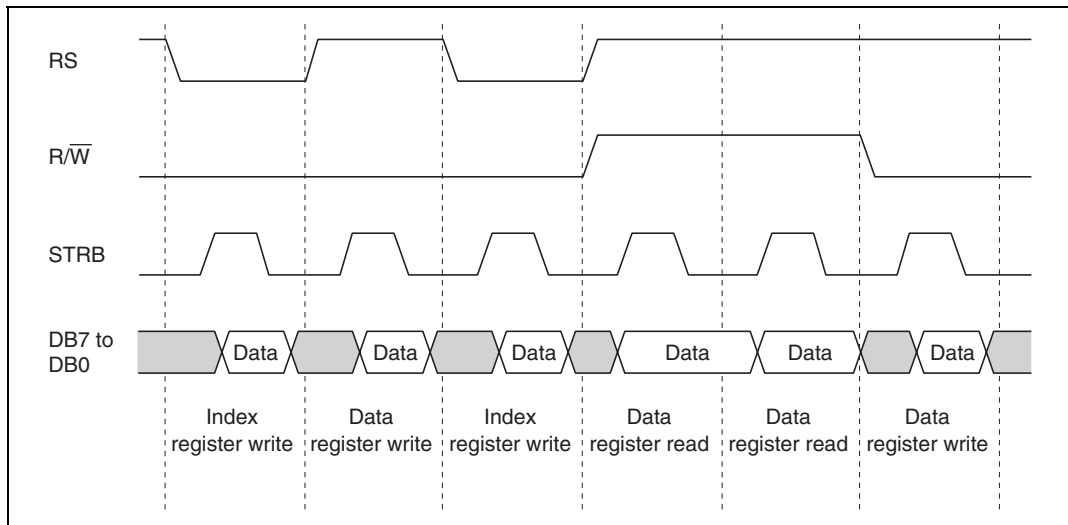 RS
R/W̅
STRB
DB7 to
DB0
Data
Data
Data
Data
Data
Data
Index
register write
Data
register write
Index
register write
Data
register read
Data
register read
Data
register write